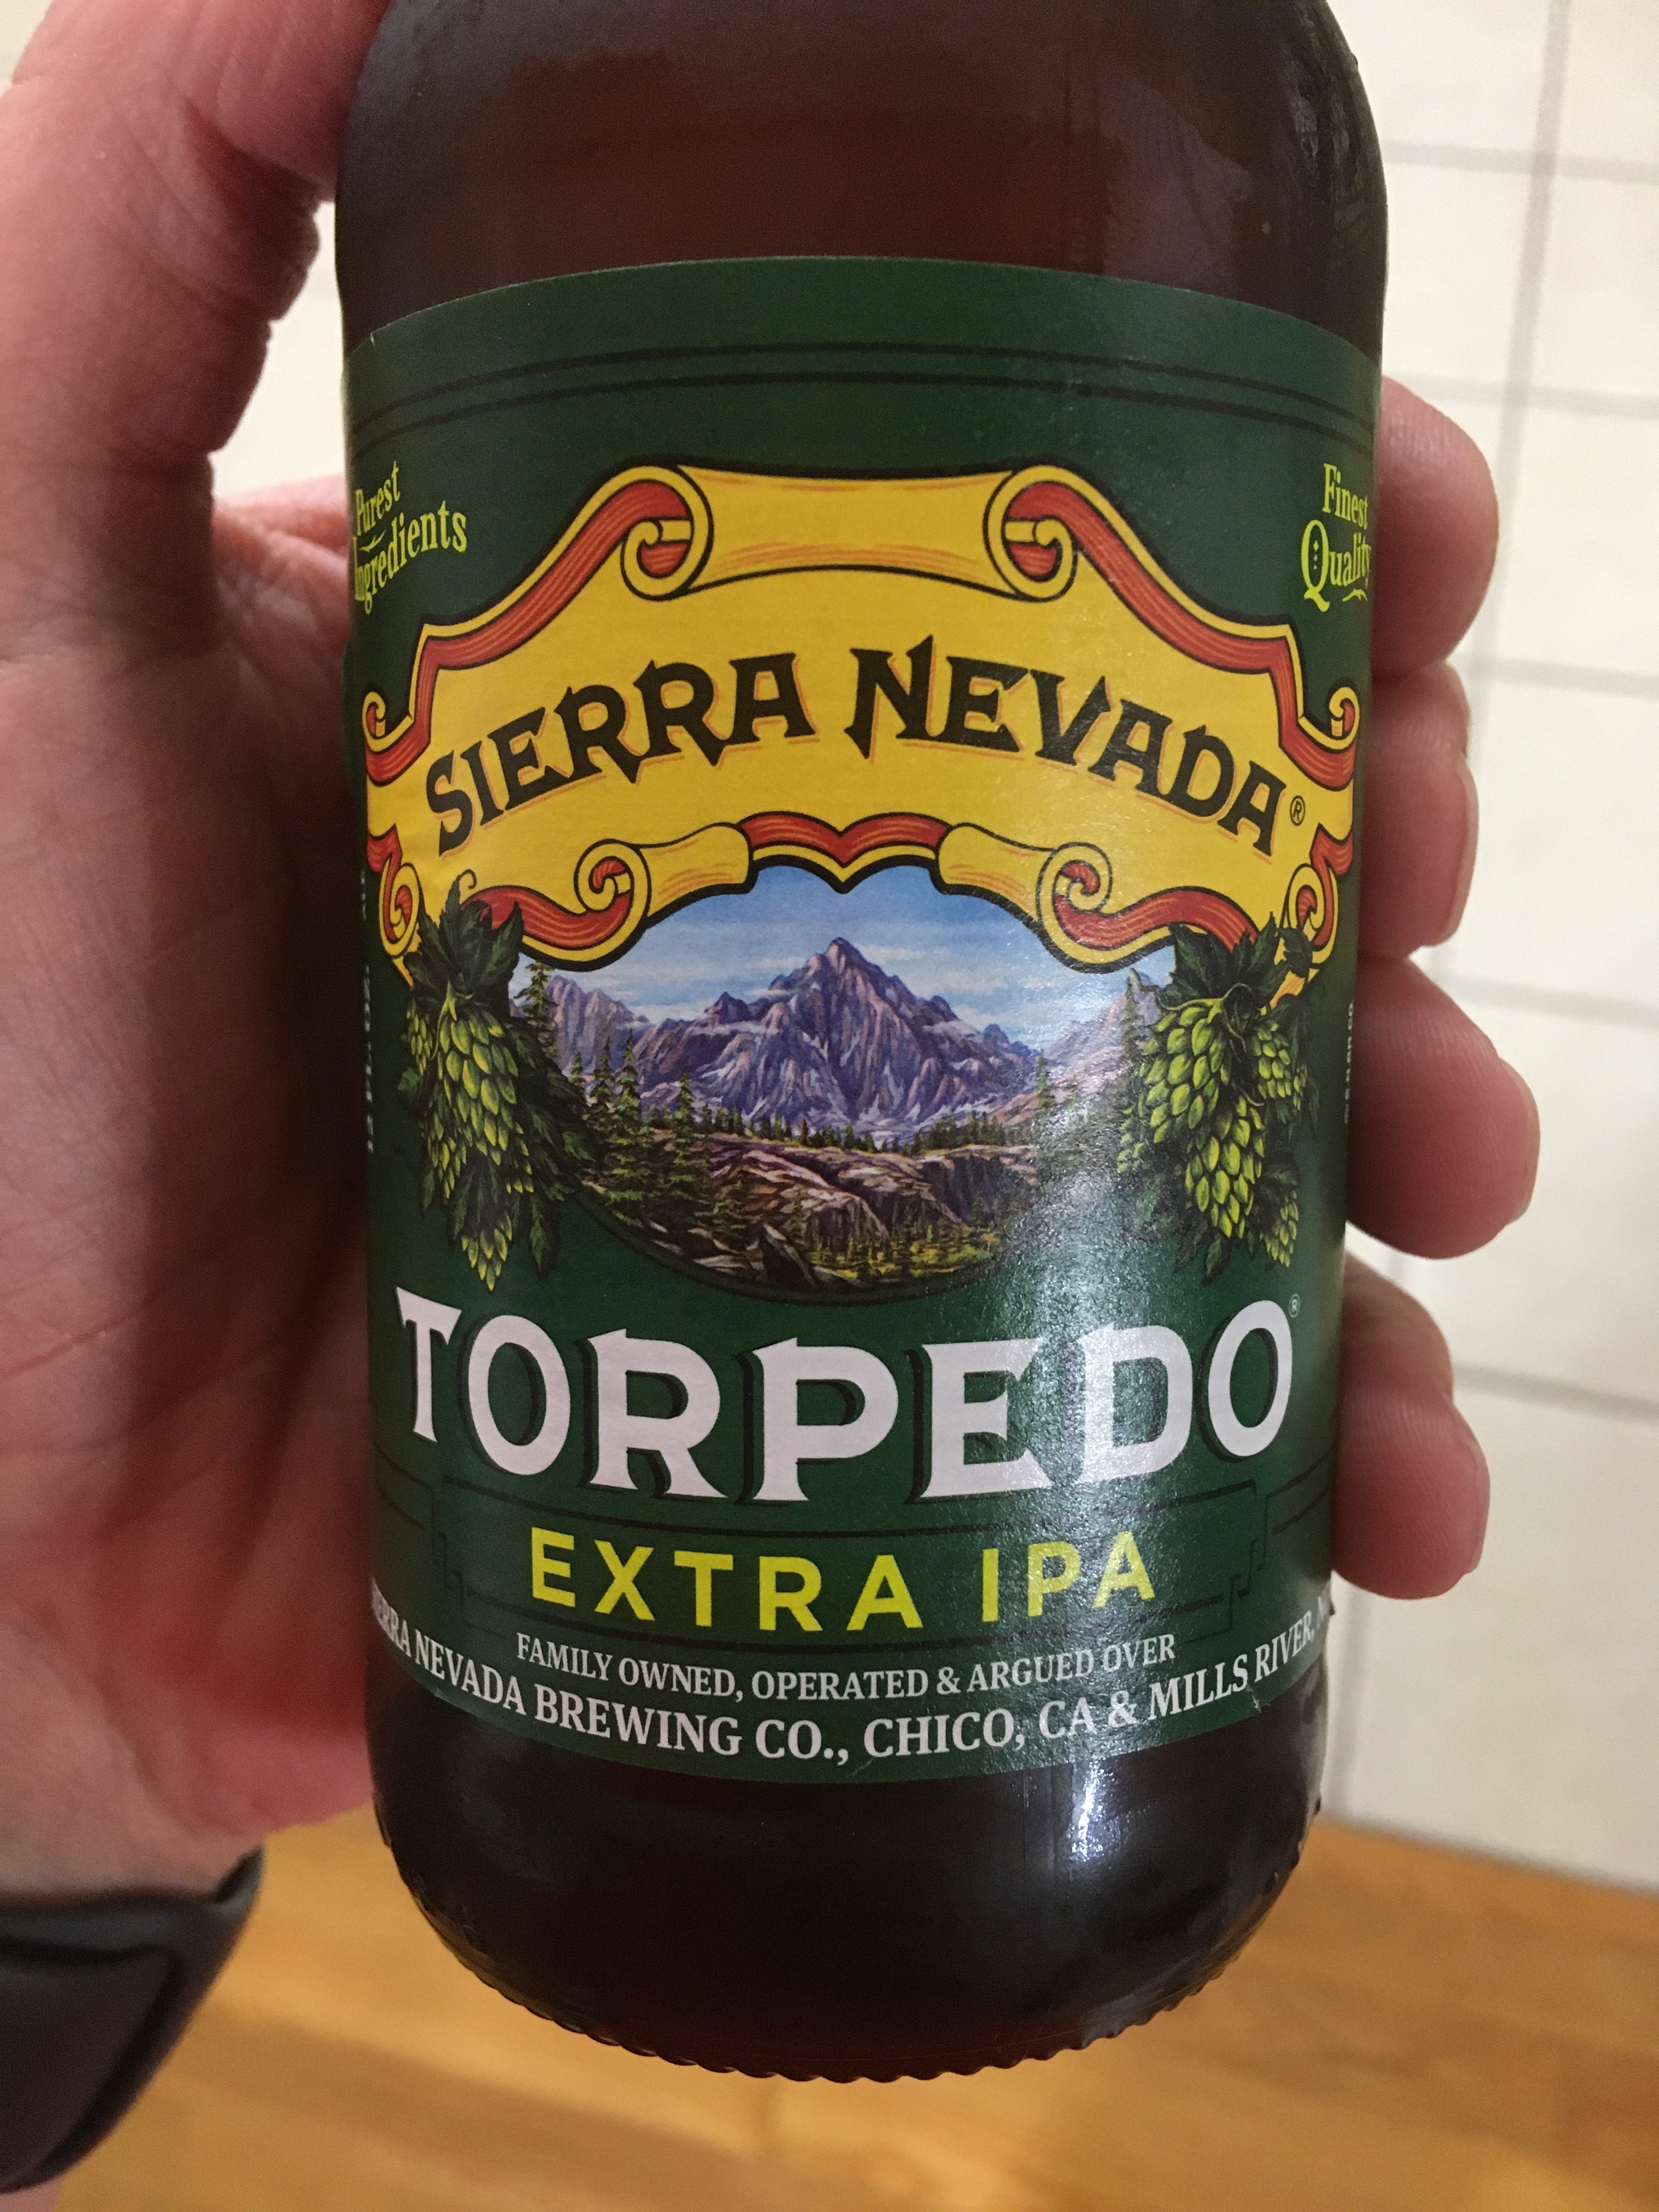 Purest
Ingredients
Finest
Quality
SIERRA NEVADA®
TORPEDO®
EXTRA IPA
FAMILY OWNED, OPERATED & ARGUED OVER
NEVADA BREWING CO., CHICO, CA & MILLS RIVER,